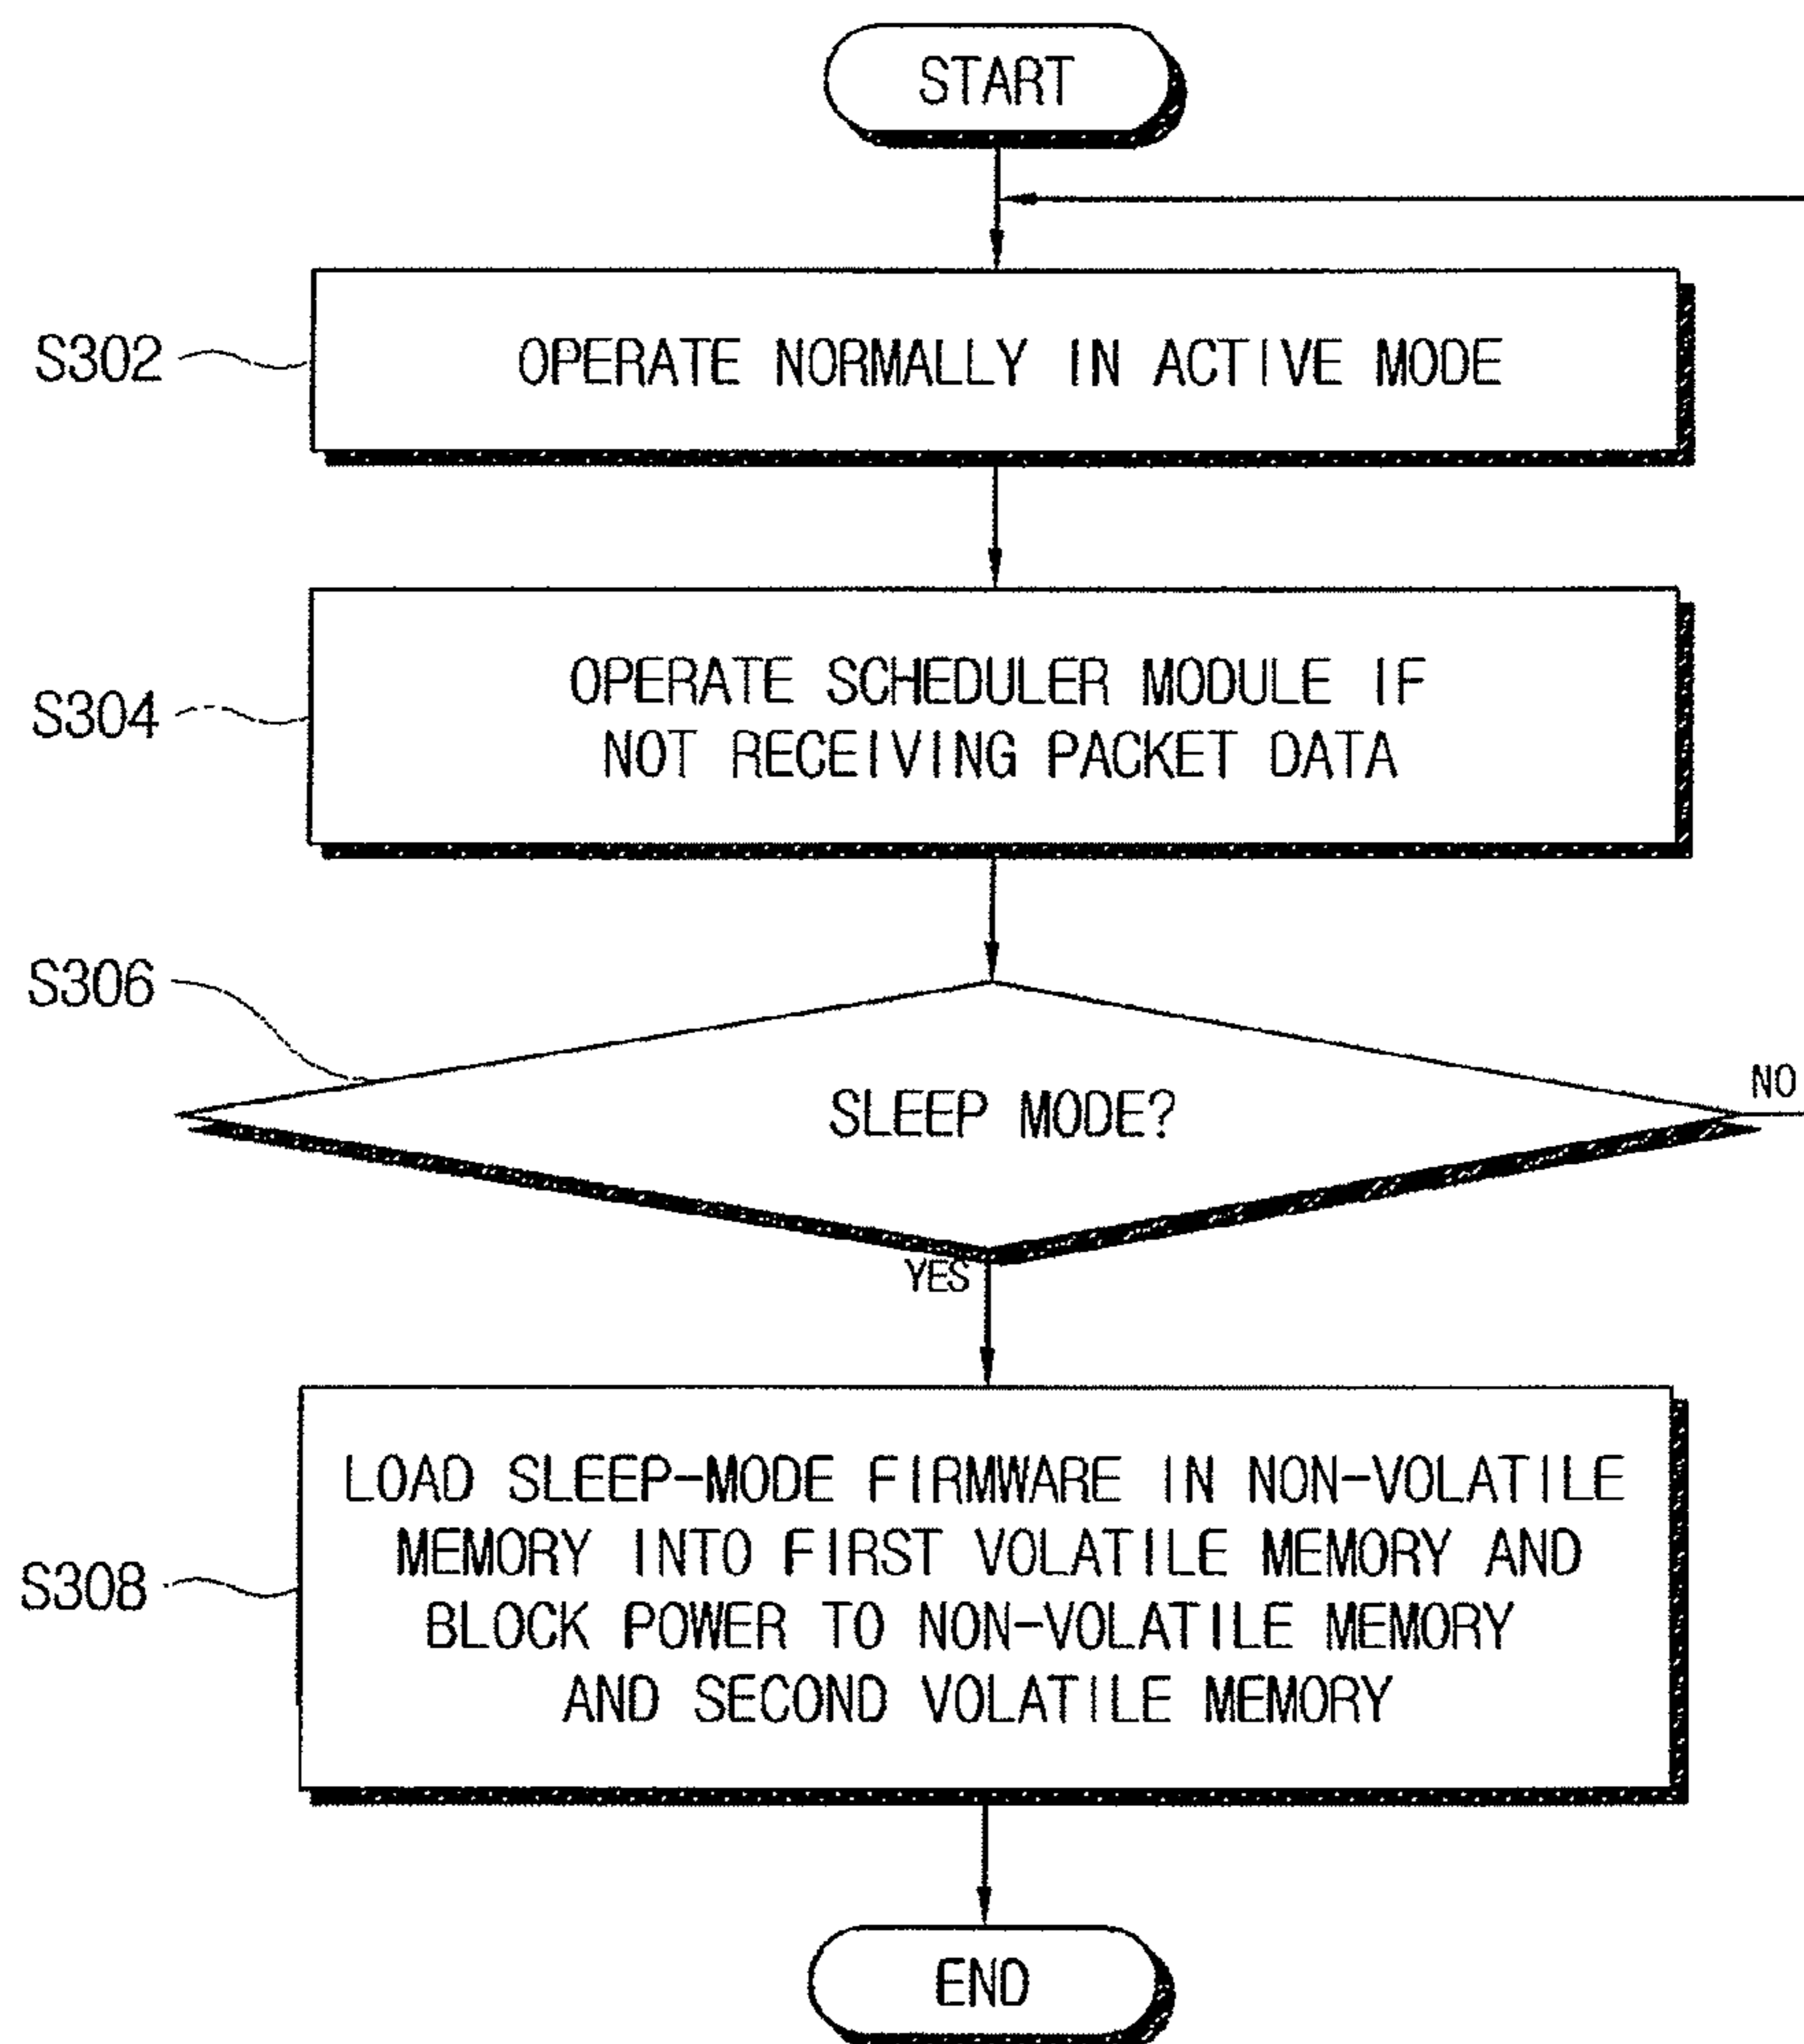 START
S302
OPERATE NORMALLY IN ACTIVE MODE
S304
OPERATE SCHEDULER MODULE IF
NOT RECEIVING PACKET DATA
S306
SLEEP MODE?
NO
YES
S308
LOAD SLEEP-MODE FIRMWARE IN NON-VOLATILE
MEMORY INTO FIRST VOLATILE MEMORY AND
BLOCK POWER TO NON-VOLATILE MEMORY
AND SECOND VOLATILE MEMORY
END